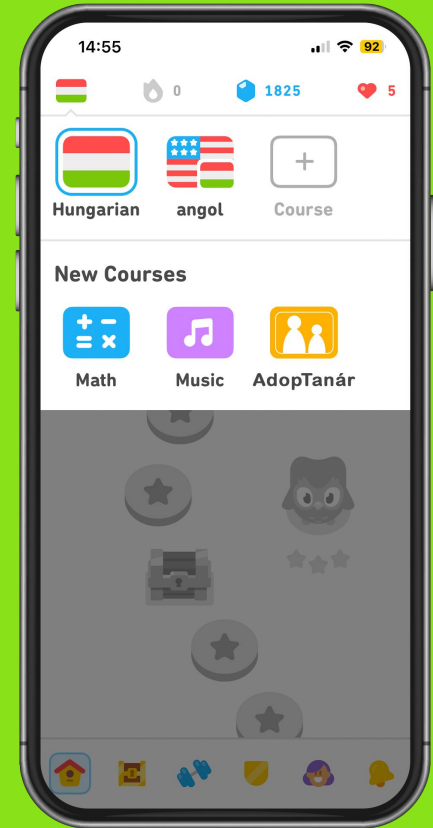 14:55
92
0
1825
5
Hungarian
angol
Course
New Courses
Math
Music
AdopTanár